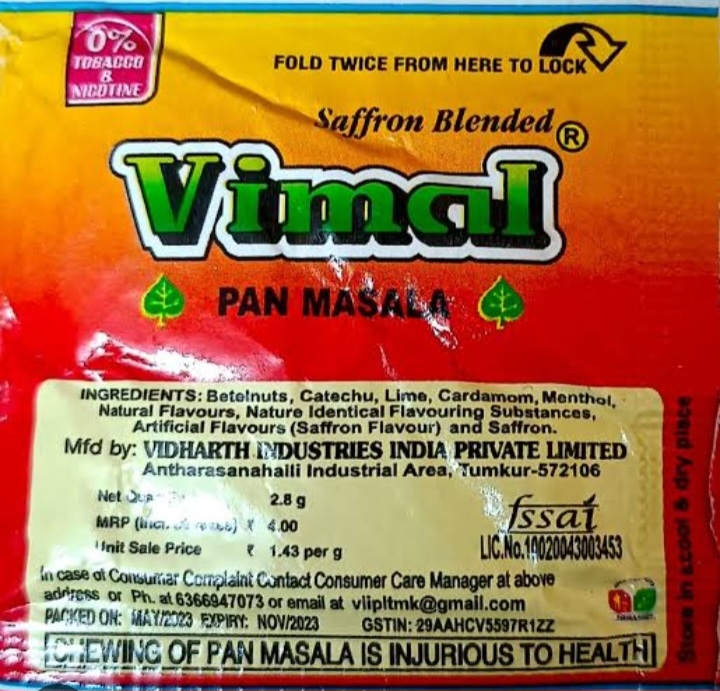 0%
TOBACCO
&
NICOTINE
FOLD TWICE FROM HERE TO LOCK
Saffron Blended ®
Vimal
PAN MASALA
INGREDIENTS: Betelnuts, Catechu, Lime, Cardamom, Menthol,
Natural Flavours, Nature Identical Flavouring Substances,
Artificial Flavours (Saffron Flavour) and Saffron.
Mfd by: VIDHARTH INDUSTRIES INDIA PRIVATE LIMITED
Antharasanahalli Industrial Area, Tumkur-572106
Net 2.8 g
MRP (Incl. ₹ 4.00
Unit Sale Price ₹ 1.43 per g
fssai
LIC.No.10020043003453
In case of Consumar Complaint Contact Consumer Care Manager at above
address or Ph. at 6366947073 or email at viipltmk@gmail.com
PACKED ON: MAY/2023 EXPIRY: NOV/2023 GSTIN: 29AAHCV5597R1ZZ
CHEWING OF PAN MASALA IS INJURIOUS TO HEALTH
Store in a cool & dry place